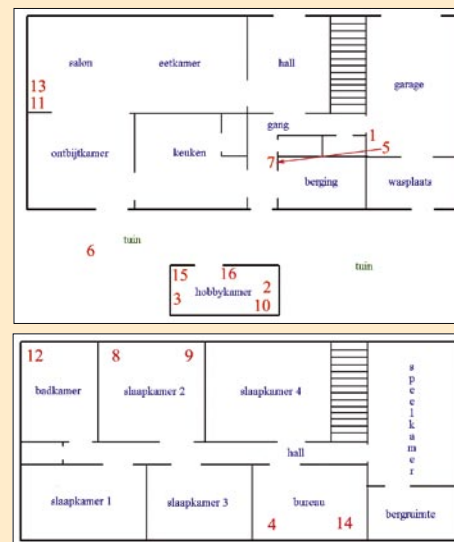 salon eetkamer hall garage
13
11
gang
1
5
ontbijtkamer keuken 7
berging wasplaats
6 tuin
tuin
15 16
hobbykamer 2
3 10
12 8 9
badkamer slaapkamer 2 slaapkamer 4 speelkamer
hall
slaapkamer 1 slaapkamer 3 bureau bergruimte
4 14